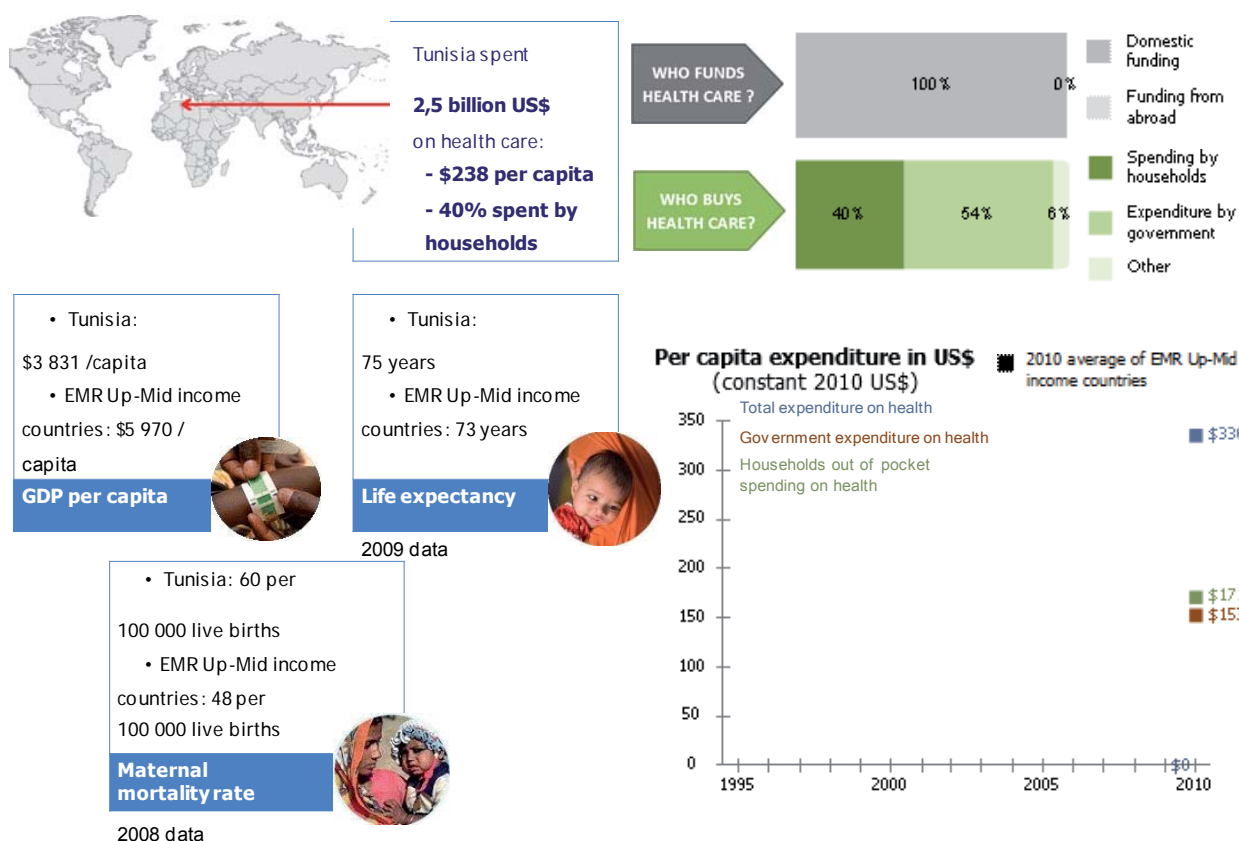 Tunisia spent
2,5 billion US$
on health care:
- $238 per capita
- 40% spent by
households
WHO FUNDS
HEALTH CARE ?
100%
0%
Domestic
funding
Funding from
abroad
WHO BUYS
HEALTH CARE?
40%
54%
6%
Spending by
households
Expenditure by
government
Other
• Tunisia:
$3 831 /capita
• EMR Up-Mid income
countries: $5 970 /
capita
GDP per capita
• Tunisia:
75 years
• EMR Up-Mid income
countries: 73 years
Life expectancy
2009 data
• Tunisia: 60 per
100 000 live births
• EMR Up-Mid income
countries: 48 per
100 000 live births
Maternal
mortality rate
2008 data
Per capita expenditure in US$
(constant 2010 US$)
2010 average of EMR Up-Mid
income countries
Total expenditure on health
Government expenditure on health
Households out of pocket
spending on health
350
300
250
200
150
100
50
0
$17
$0
1995
2000
2005
2010